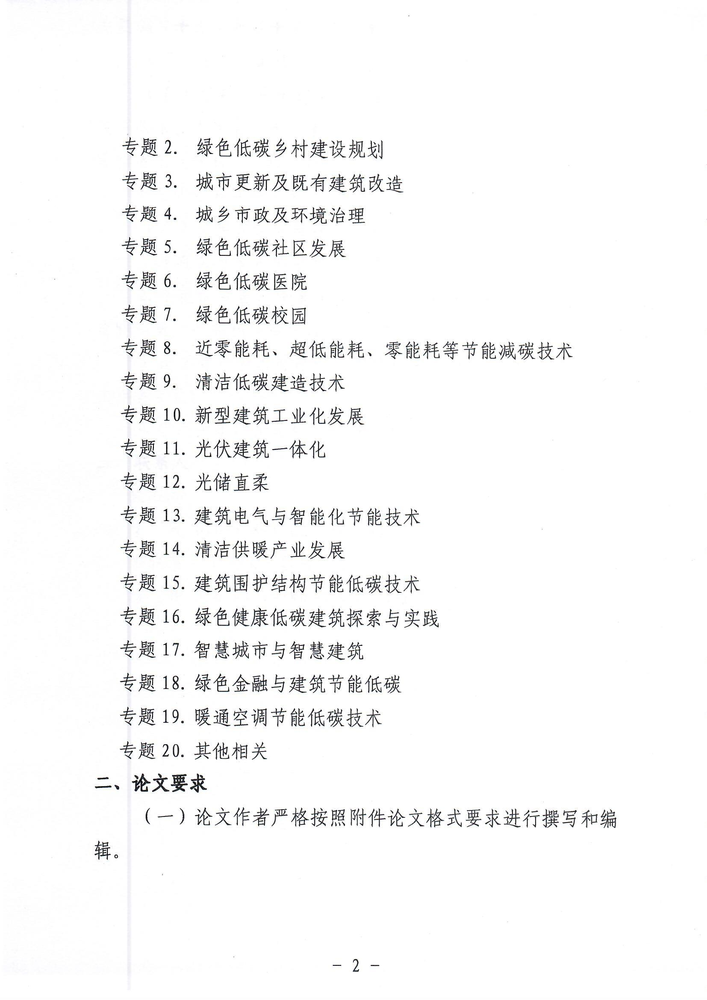 专题 2. 绿色低碳乡村建设规划
专题 3. 城市更新及既有建筑改造
专题 4. 城乡市政及环境治理
专题 5. 绿色低碳社区发展
专题 6. 绿色低碳医院
专题 7. 绿色低碳校园
专题 8. 近零能耗、超低能耗、零能耗等节能减碳技术
专题 9. 清洁低碳建造技术
专题 10. 新型建筑工业化发展
专题 11. 光伏建筑一体化
专题 12. 光储直柔
专题 13. 建筑电气与智能化节能技术
专题 14. 清洁供暖产业发展
专题 15. 建筑围护结构节能低碳技术
专题 16. 绿色健康低碳建筑探索与实践
专题 17. 智慧城市与智慧建筑
专题 18. 绿色金融与建筑节能低碳
专题 19. 暖通空调节能低碳技术
专题 20. 其他相关
二、论文要求
（一）论文作者严格按照附件论文格式要求进行撰写和编
辑。
- 2 -